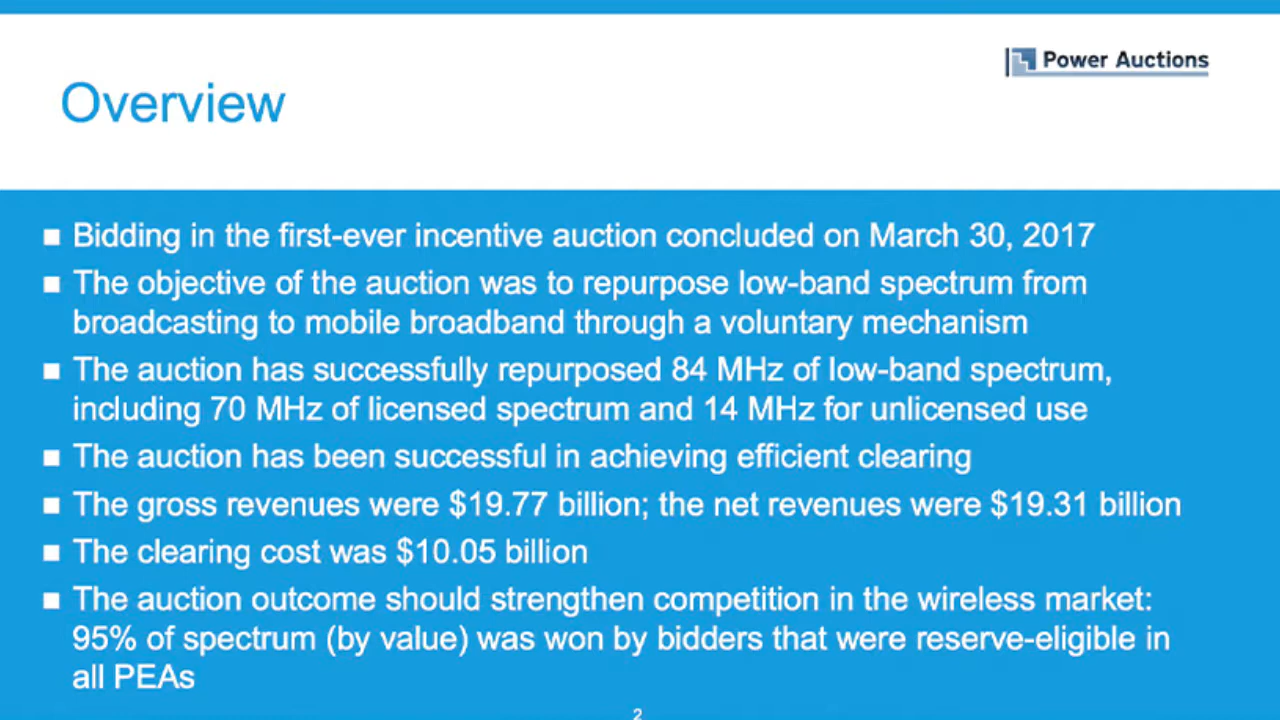 Power Auctions
Overview
■ Bidding in the first-ever incentive auction concluded on March 30, 2017
■ The objective of the auction was to repurpose low-band spectrum from
broadcasting to mobile broadband through a voluntary mechanism
■ The auction has successfully repurposed 84 MHz of low-band spectrum,
including 70 MHz of licensed spectrum and 14 MHz for unlicensed use
■ The auction has been successful in achieving efficient clearing
■ The gross revenues were $19.77 billion; the net revenues were $19.31 billion
■ The clearing cost was $10.05 billion
■ The auction outcome should strengthen competition in the wireless market:
95% of spectrum (by value) was won by bidders that were reserve-eligible in
all PEAs
2